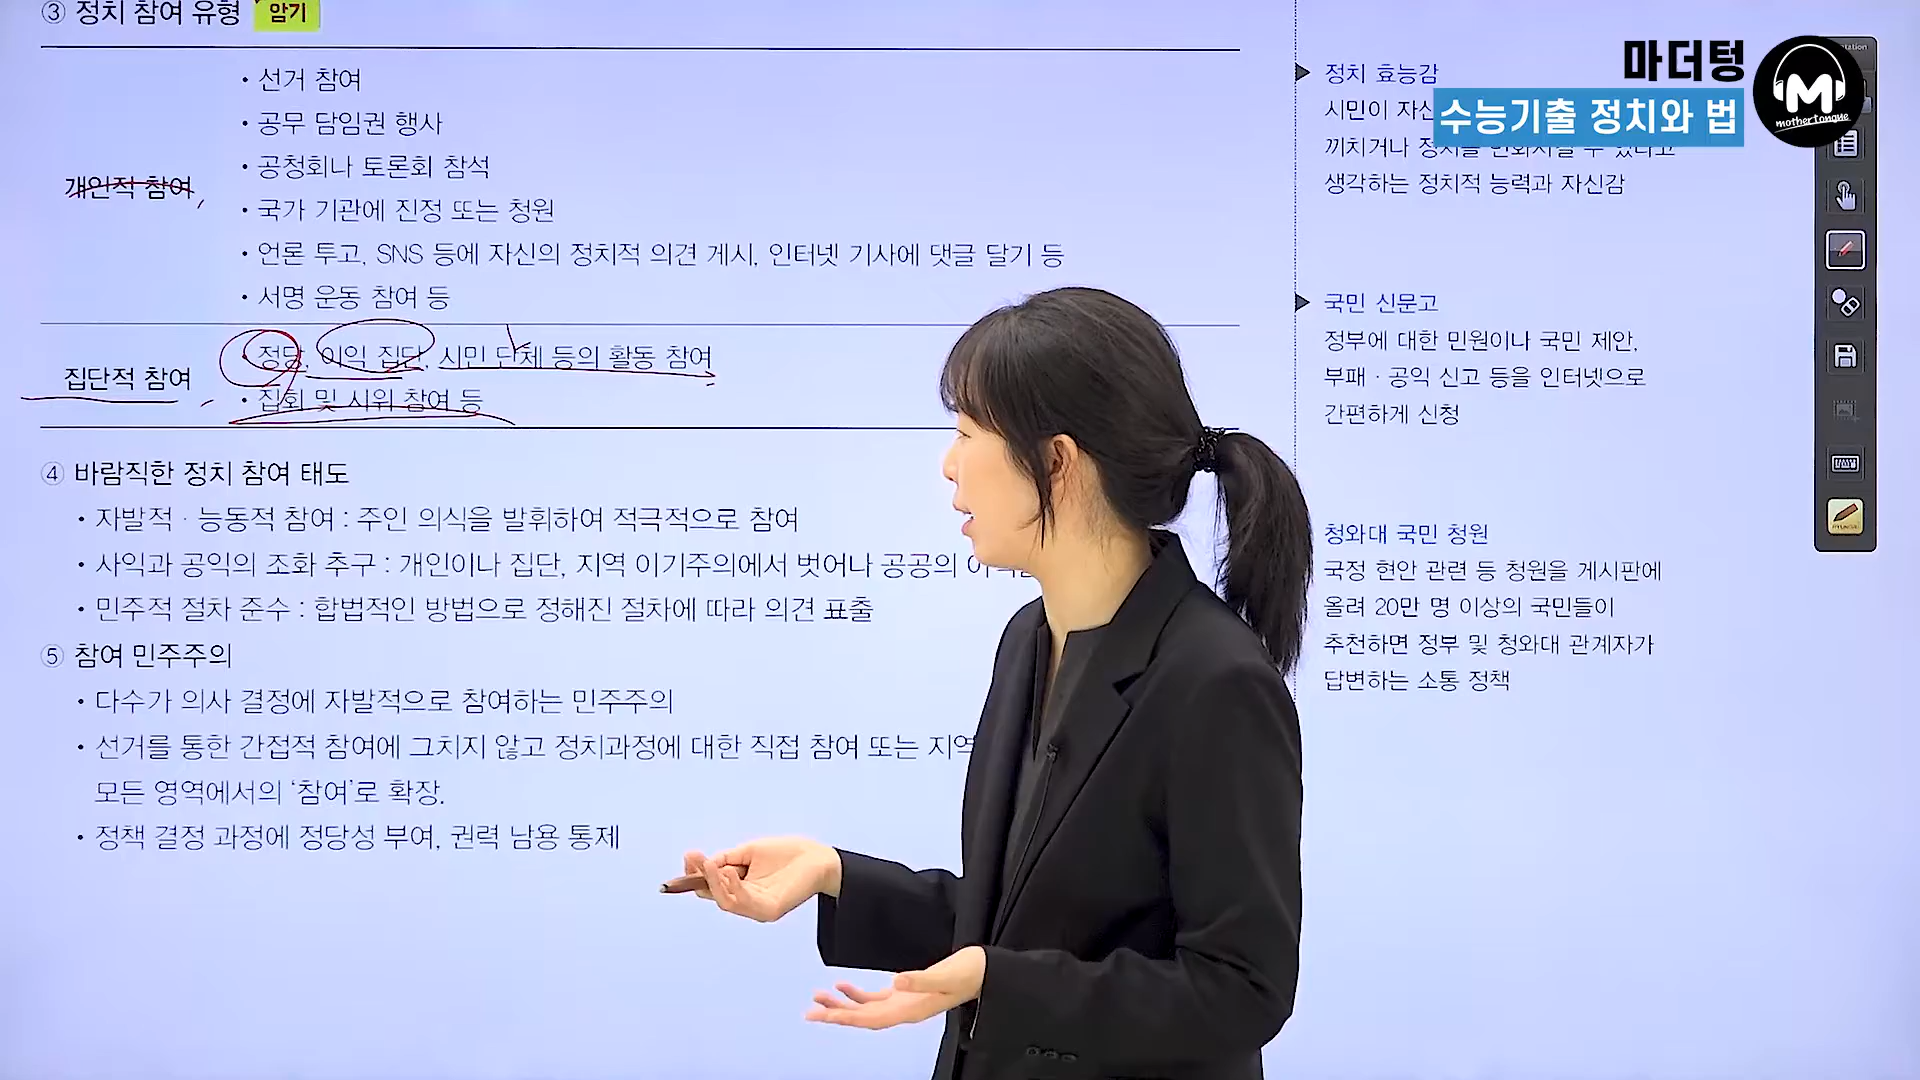 ③ 정치 참여 유형 암기
개인적 참여
• 선거 참여
• 공무 담임권 행사
• 공청회나 토론회 참석
• 국가 기관에 진정 또는 청원
• 언론 투고, SNS 등에 자신의 정치적 의견 게시, 인터넷 기사에 댓글 달기 등
• 서명 운동 참여 등
집단적 참여
• 정당, 이익 집단, 시민 단체 등의 활동 참여
• 집회 및 시위 참여 등
④ 바람직한 정치 참여 태도
• 자발적 · 능동적 참여 : 주인 의식을 발휘하여 적극적으로 참여
• 사익과 공익의 조화 추구 : 개인이나 집단, 지역 이기주의에서 벗어나 공공의
• 민주적 절차 준수 : 합법적인 방법으로 정해진 절차에 따라 의견 표출
⑤ 참여 민주주의
• 다수가 의사 결정에 자발적으로 참여하는 민주주의
• 선거를 통한 간접적 참여에 그치지 않고 정치과정에 대한 직접 참여 또는 지역
모든 영역에서의 ‘참여’로 확장.
• 정책 결정 과정에 정당성 부여, 권력 남용 통제
▶ 정치 효능감
시민이 자신
끼치거나 정치를 변화시킬 수 있다고
생각하는 정치적 능력과 자신감
▶ 국민 신문고
정부에 대한 민원이나 국민 제안,
부패 · 공익 신고 등을 인터넷으로
간편하게 신청
청와대 국민 청원
국정 현안 관련 등 청원을 게시판에
올려 20만 명 이상의 국민들이
추천하면 정부 및 청와대 관계자가
답변하는 소통 정책
마더텅
수능기출 정치와 법
M
mothertongue